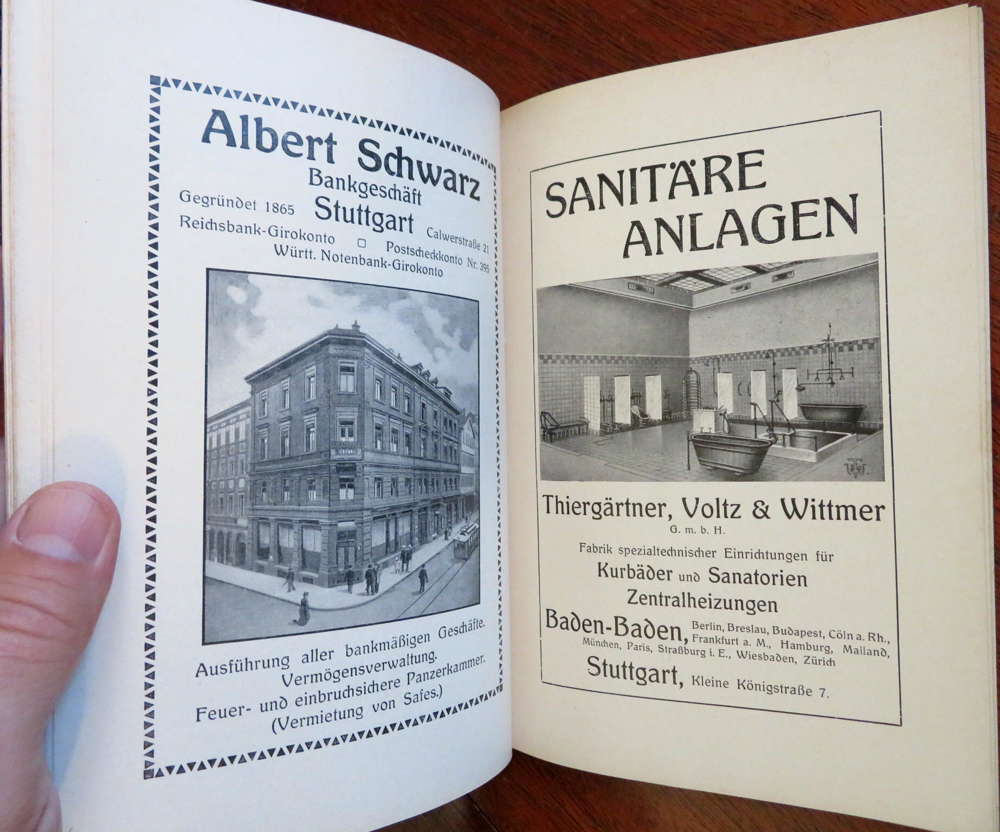 Albert Schwarz
Bankgeschäft
Gegründet 1865 Stuttgart Calwerstraße 21
Reichsbank-Girokonto □ Postscheckkonto Nr. 395
Württ. Notenbank-Girokonto
Ausführung aller bankmäßigen Geschäfte.
Vermögensverwaltung.
Feuer- und einbruchsichere Panzerkammer.
(Vermietung von Safes.)
SANITÄRE
ANLAGEN
Thiergärtner, Voltz & Wittmer
G. m. b. H.
Fabrik spezialtechnischer Einrichtungen für
Kurbäder und Sanatorien
Zentralheizungen
Baden-Baden, Berlin, Breslau, Budapest, Cöln a. Rh.,
Frankfurt a. M., Hamburg, Mailand,
München, Paris, Straßburg i. E., Wiesbaden, Zürich
Stuttgart, Kleine Königstraße 7.